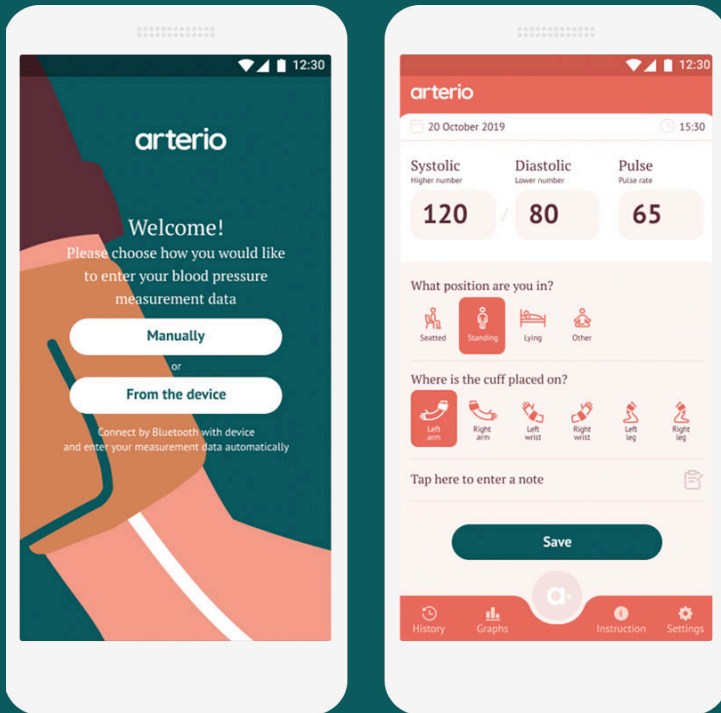 12:30
arterio
Welcome!
Please choose how you would like
to enter your blood pressure
measurement data
Manually
or
From the device
Connect by Bluetooth with device
and enter your measurement data automatically
12:30
arterio
20 October 2019 15:30
Systolic Diastolic Pulse
Higher number Lower number Pulse rate
120 / 80 65
What position are you in?
Seatted Standing Lying Other
Where is the cuff placed on?
Left arm Right arm Left wrist Right wrist Left leg Right leg
Tap here to enter a note
Save
a+
History Graphs Instruction Settings